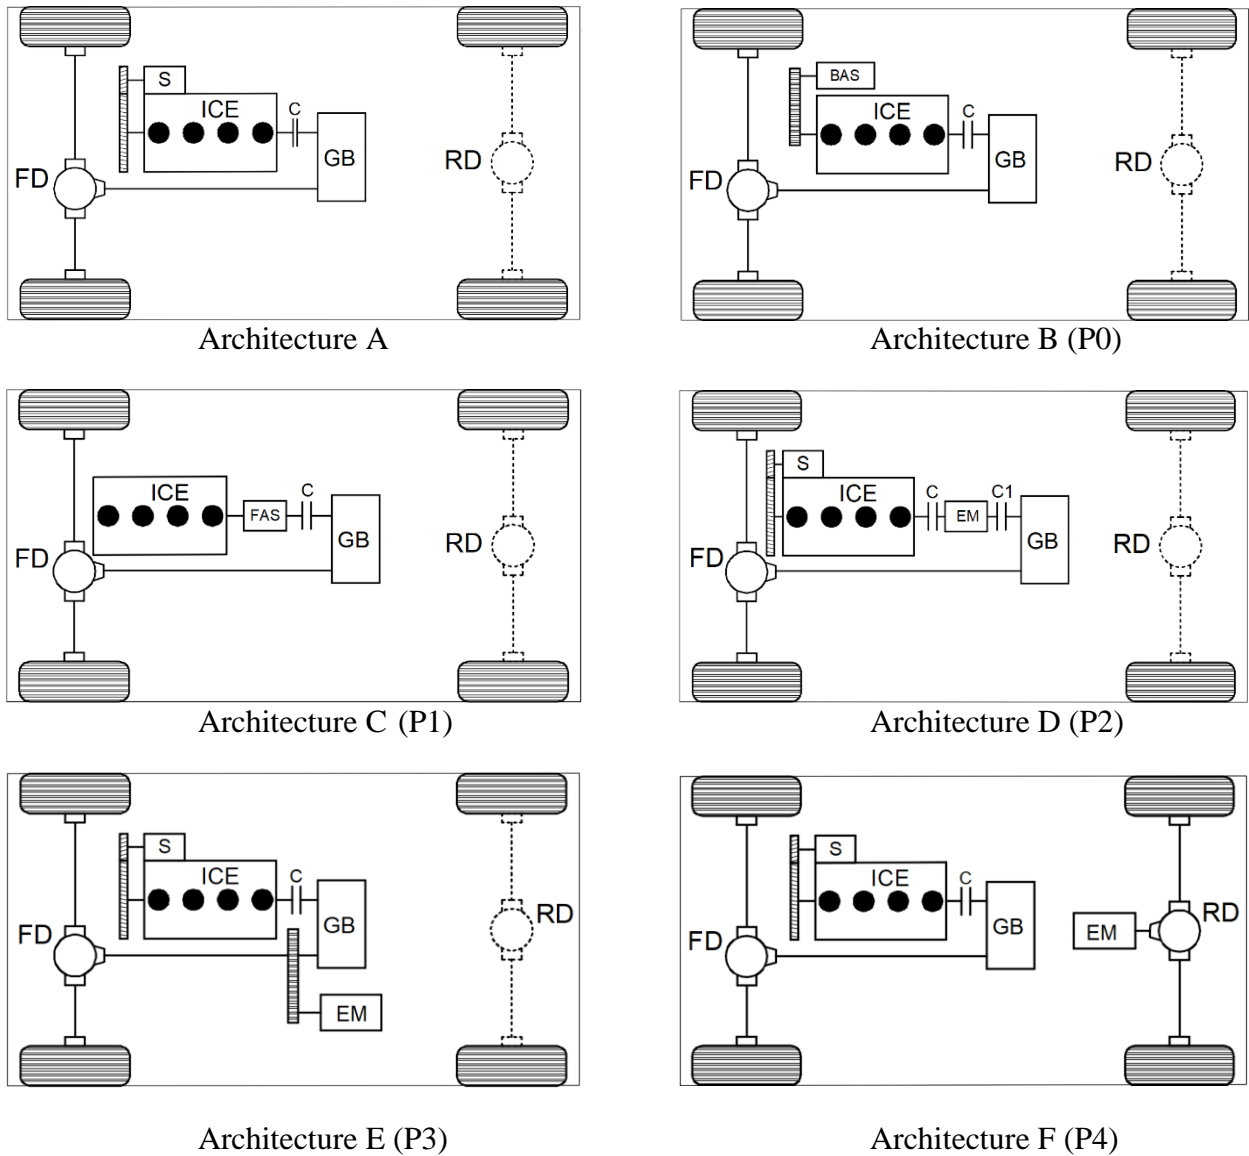 S
ICE
C
GB
FD
RD
Architecture A
BAS
ICE
C
GB
FD
RD
Architecture B (P0)
ICE
FAS
C
GB
FD
RD
Architecture C (P1)
S
ICE
C
EM
C1
GB
FD
RD
Architecture D (P2)
S
ICE
C
GB
FD
EM
RD
Architecture E (P3)
S
ICE
C
GB
FD
EM
RD
Architecture F (P4)